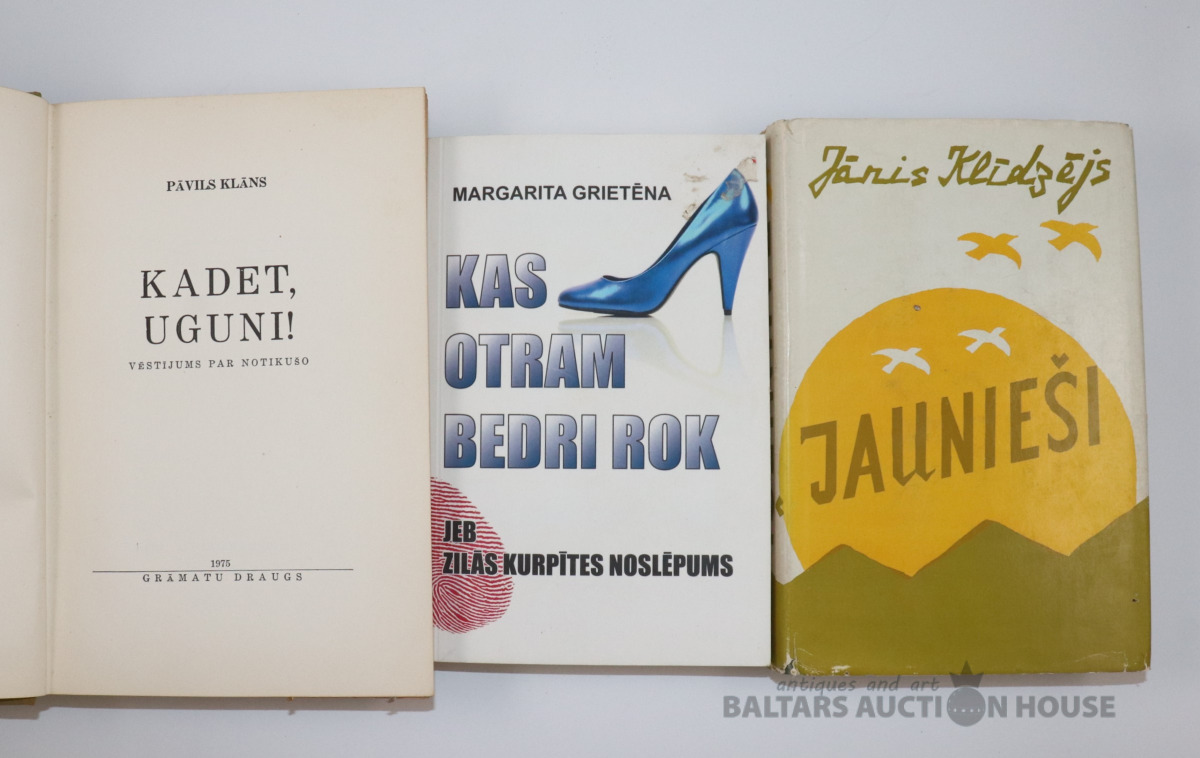 PĀVILS KLĀNS
KADET,
UGUNI!
VĒSTIJUMS PAR NOTIKUŠO
1975
GRĀMATU DRAUGS
MARGARITA GRIETĒNA
KAS
OTRAM
BEDRI ROK
JEB
ZILĀS KURPĪTES NOSLĒPUMS
Jānis Klīdzējs
JAUNIEŠI
antiques and art
BALTARS AUCTION HOUSE